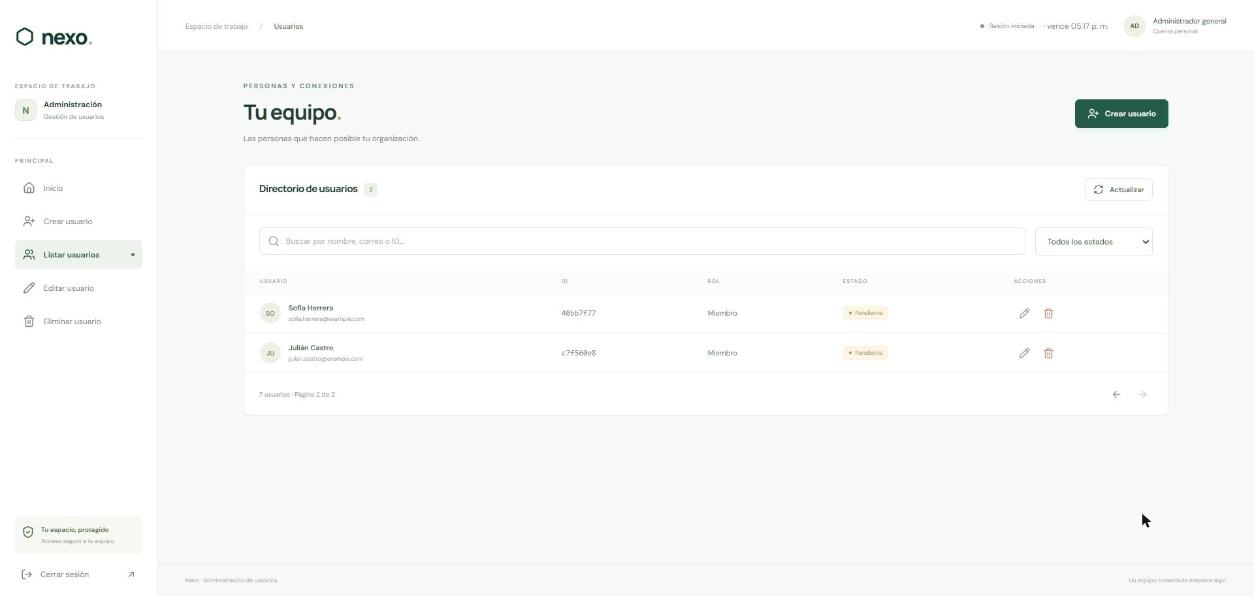 nexo.
ESPACIO DE TRABAJO
N
Administración
Gestión de usuarios
PRINCIPAL
Inicio
Crear usuario
Listar usuarios
Editar usuario
Eliminar usuario
Tu espacio, protegido
Acceso seguro a tu equipo
Cerrar sesión
Espacio de trabajo / Usuarios
Sesión iniciada · vence 05:17 p. m.
AD
Administrador general
Cuenta personal
PERSONAS Y CONEXIONES
Tu equipo.
Las personas que hacen posible tu organización.
Crear usuario
Directorio de usuarios 7
Actualizar
Buscar por nombre, correo o ID...
Todos los estados
USUARIO ID ROL ESTADO ACCIONES
SO Sofía Herrera 40bb7f77 Miembro Pendiente
sofia.herrera@example.com
JU Julián Castro c7f560e8 Miembro Pendiente
julian.castro@example.com
7 usuarios · Página 2 de 2
Nexo · Administración de usuarios
Un equipo conectado empieza aquí.